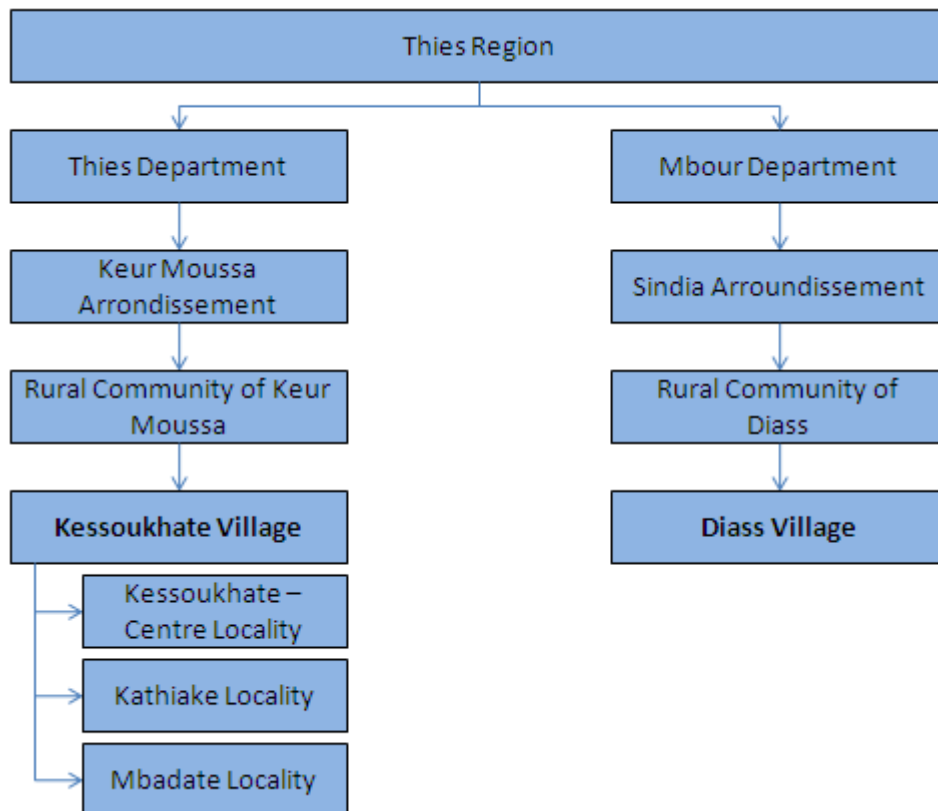 Thies Region
Thies Department
Mbour Department
Keur Moussa
Arrondissement
Sindia Arroundissement
Rural Community of Keur
Moussa
Rural Community of
Diass
Kessoukhate Village
Diass Village
Kessoukhate –
Centre Locality
Kathiake Locality
Mbadate Locality